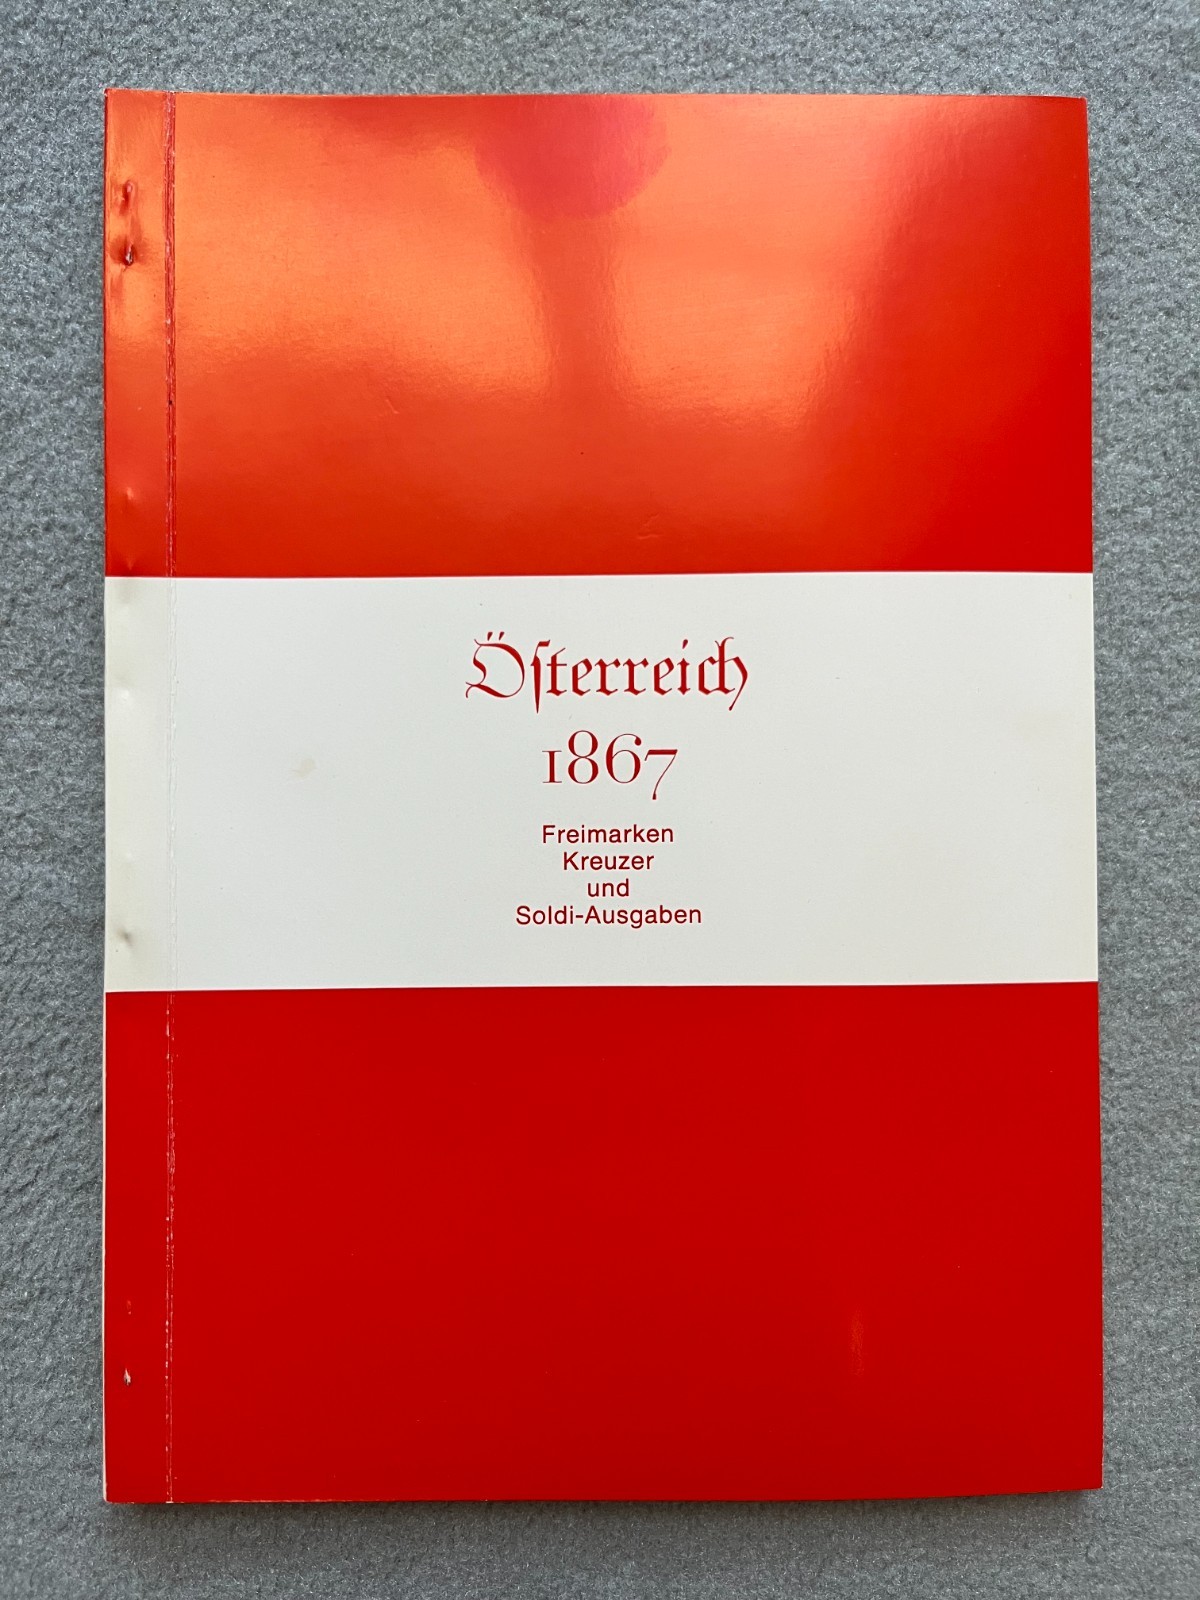 Öſterreich
1867
Freimarken
Kreuzer
und
Soldi-Ausgaben